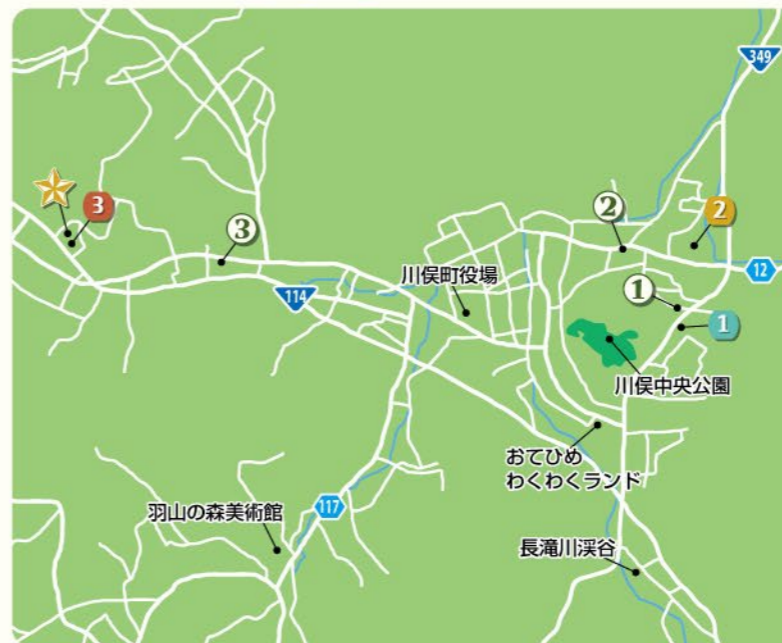 349
3
2
2
3
川俣町役場
12
1
114
1
川俣中央公園
おてひめ
わくわくランド
羽山の森美術館
117
長滝川渓谷